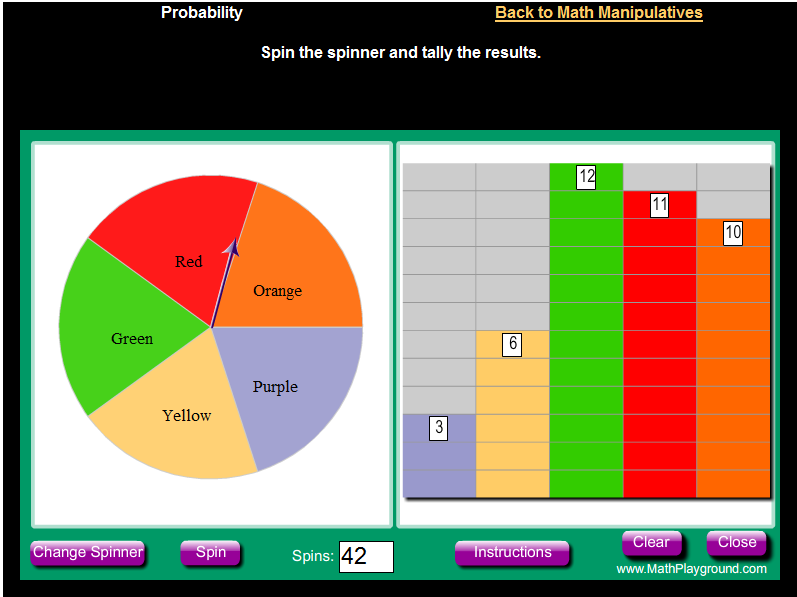 Probability
Back to Math Manipulatives
Spin the spinner and tally the results.
Red
Orange
Green
Purple
Yellow
12
11
10
6
3
Change Spinner
Spin
Spins: 42
Instructions
Clear
Close
www.MathPlayground.com